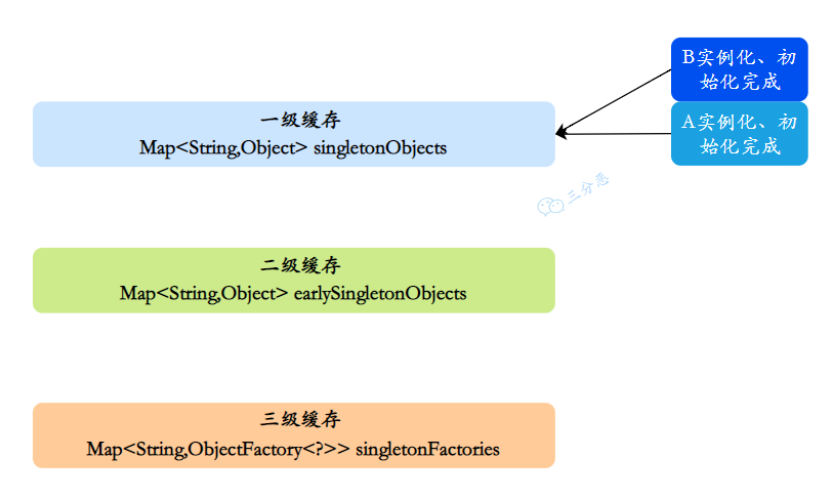 B实例化、初
始化完成
一级缓存
Map<String,Object> singletonObjects
A实例化、初
始化完成
三分恶
二级缓存
Map<String,Object> earlySingletonObjects
三级缓存
Map<String,ObjectFactory<?>> singletonFactories